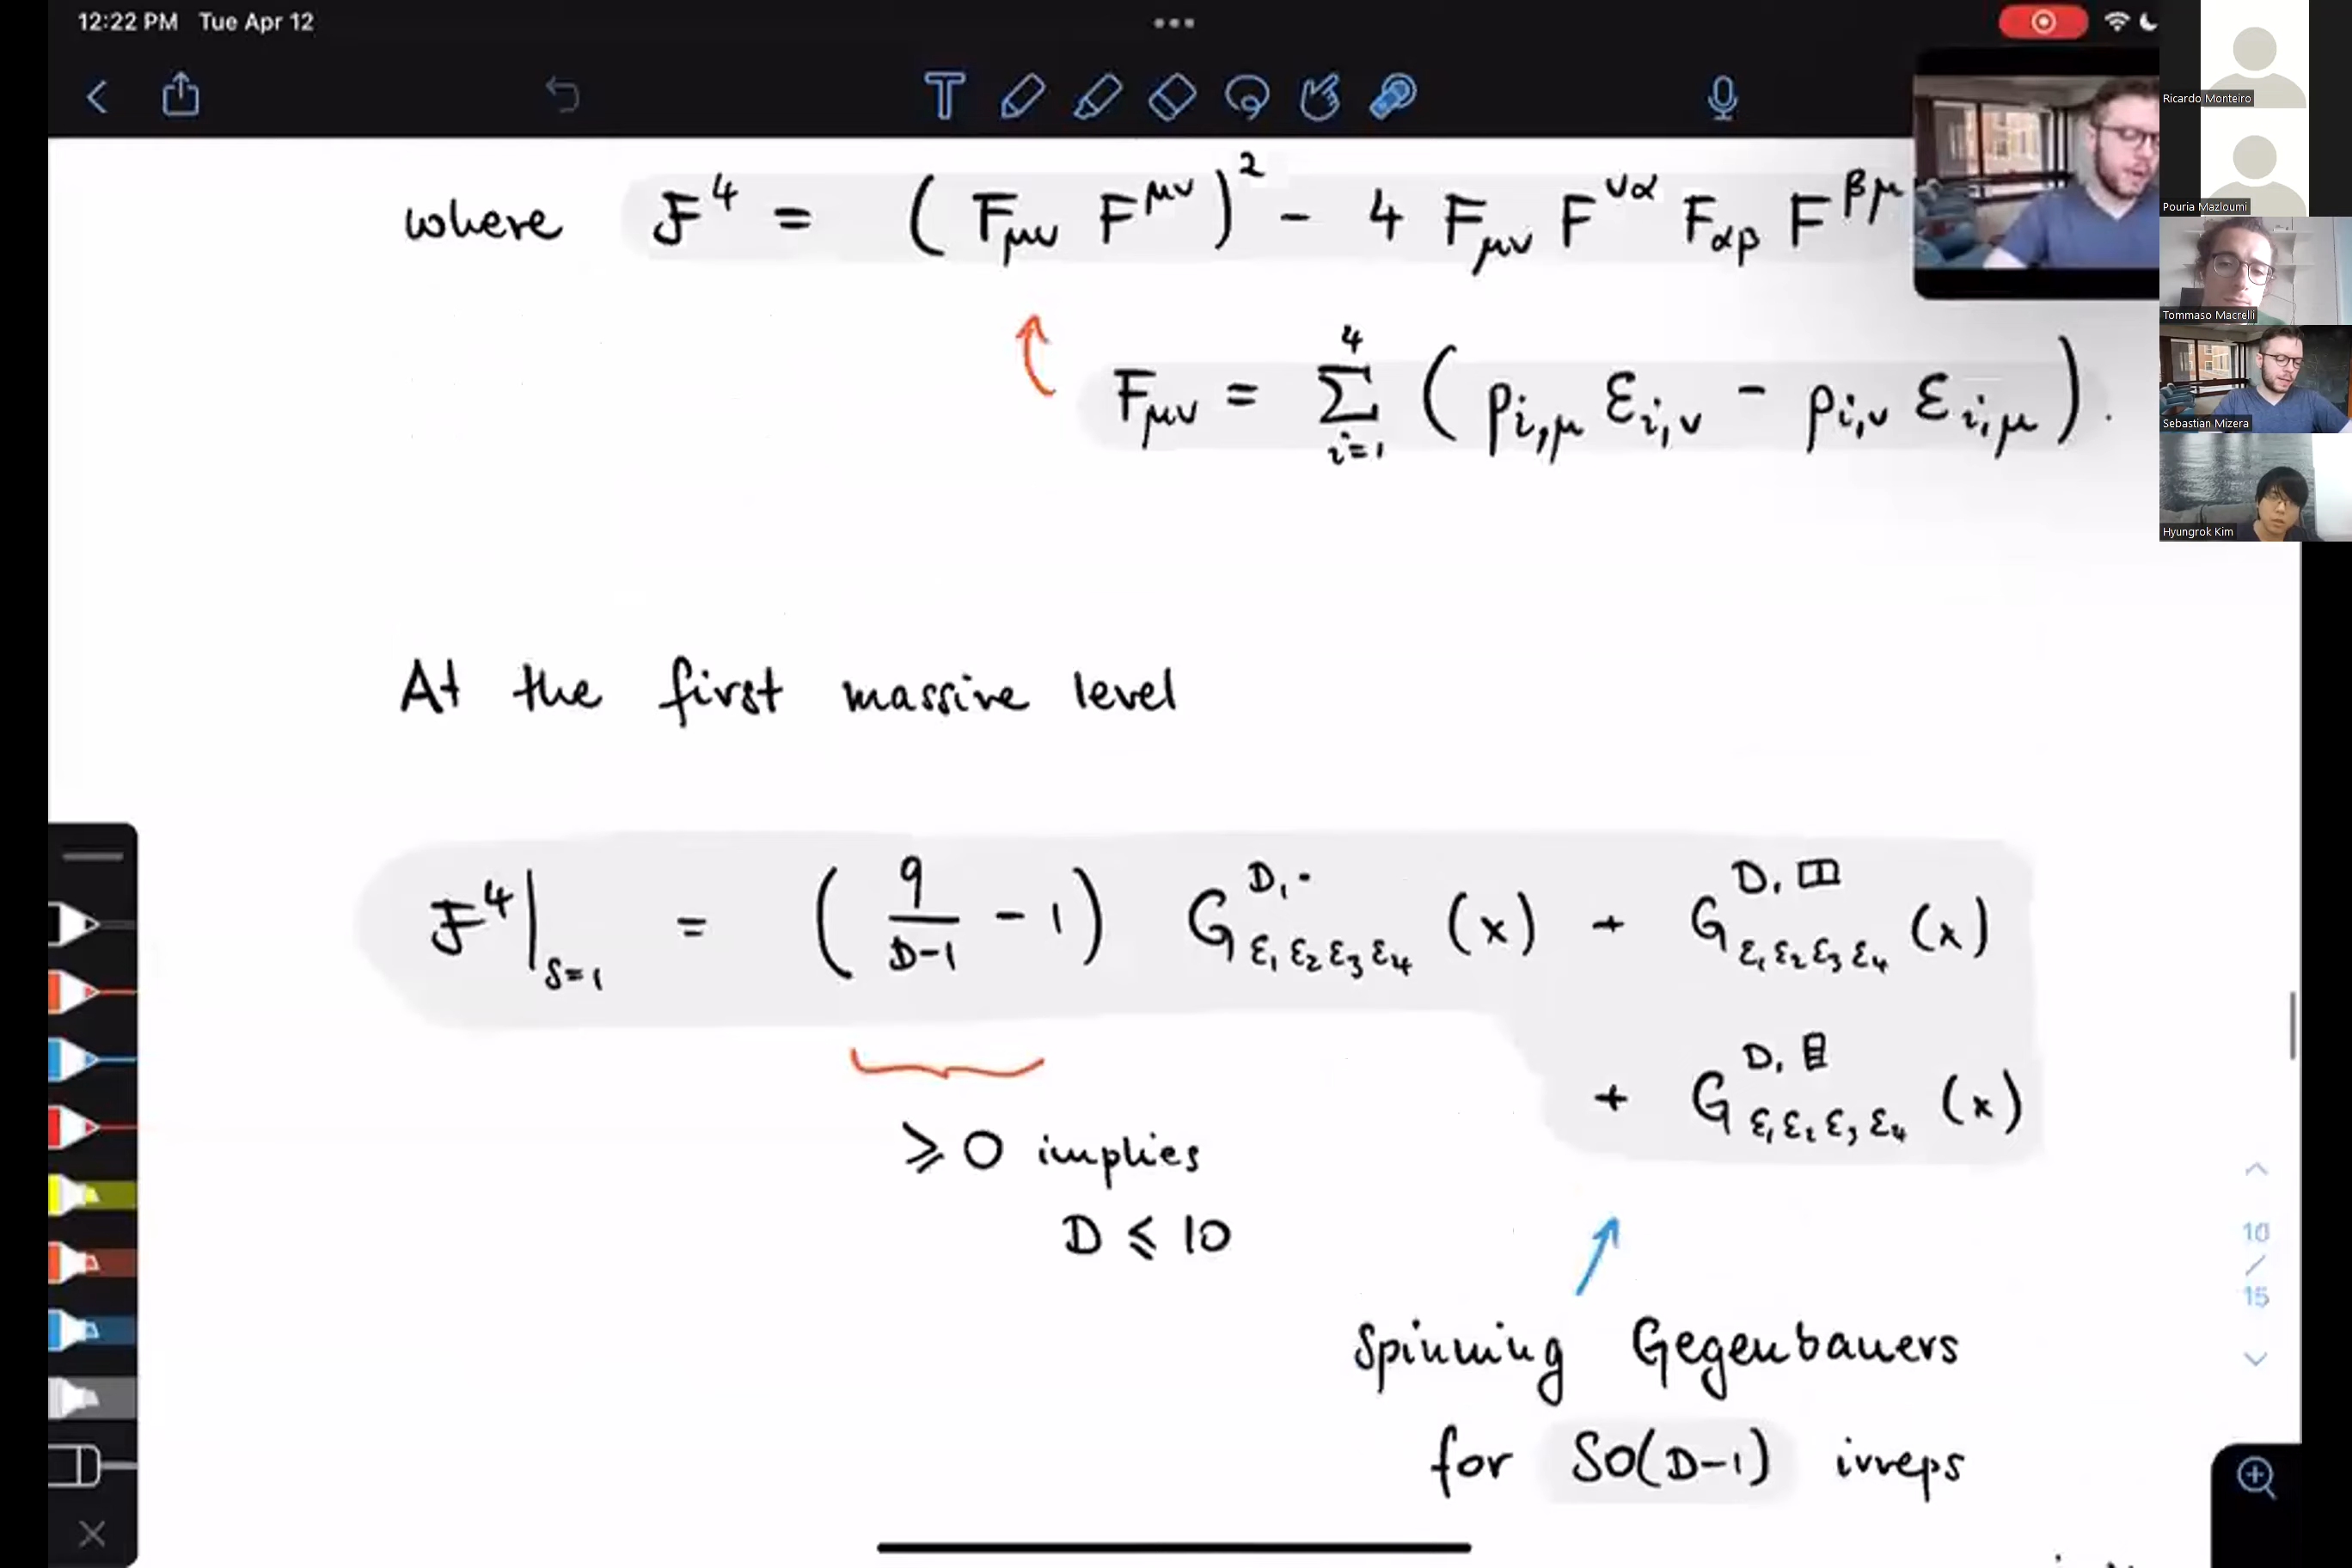 12:22 PM Tue Apr 12
where 𝓕⁴ = ( F_μν F^μν )² - 4 F_μν F^να F_αβ F^βμ
F_μν = Σ_{i=1}^{4} ( p_{i,μ} ε_{i,ν} - p_{i,ν} ε_{i,μ} ) .
At the first massive level
𝓕⁴|_{s=1} = ( 9/(D-1) - 1 ) G^{D,•}_{ε₁ε₂ε₃ε₄} (x) + G^{D,□□}_{ε₁ε₂ε₃ε₄} (x)
+ G^{D,目}_{ε₁ε₂ε₃ε₄} (x)
⩾ 0 implies
D ⩽ 10
Spinning Gegenbauers
for SO(D-1) irreps
10
/
15
Ricardo Monteiro
Pouria Mazloumi
Tommaso Macrelli
Sebastian Mizera
Hyungrok Kim